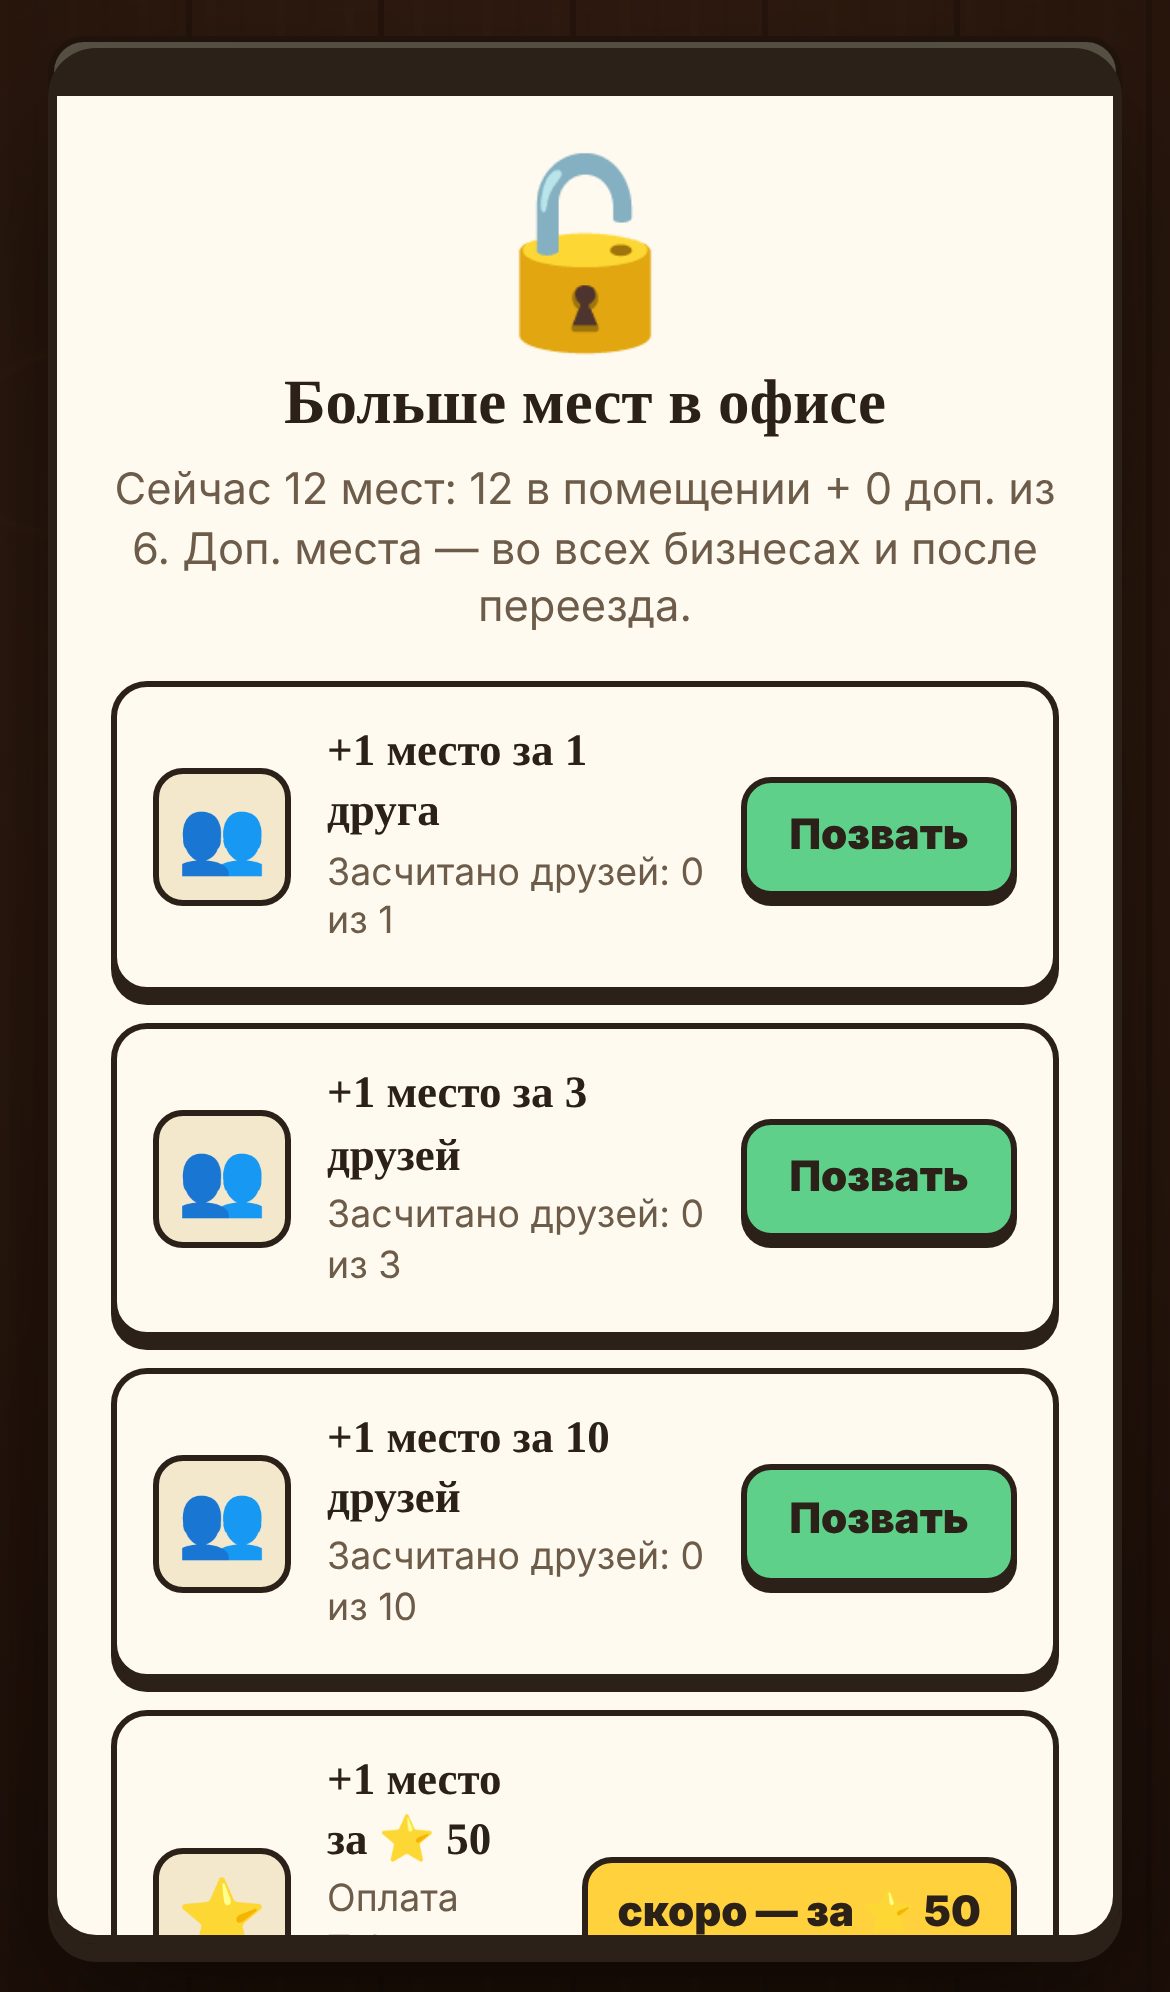 Больше мест в офисе
Сейчас 12 мест: 12 в помещении + 0 доп. из
6. Доп. места — во всех бизнесах и после
переезда.
+1 место за 1
друга
Засчитано друзей: 0
из 1
Позвать
+1 место за 3
друзей
Засчитано друзей: 0
из 3
Позвать
+1 место за 10
друзей
Засчитано друзей: 0
из 10
Позвать
+1 место
за ⭐ 50
Оплата
скоро — за ⭐ 50